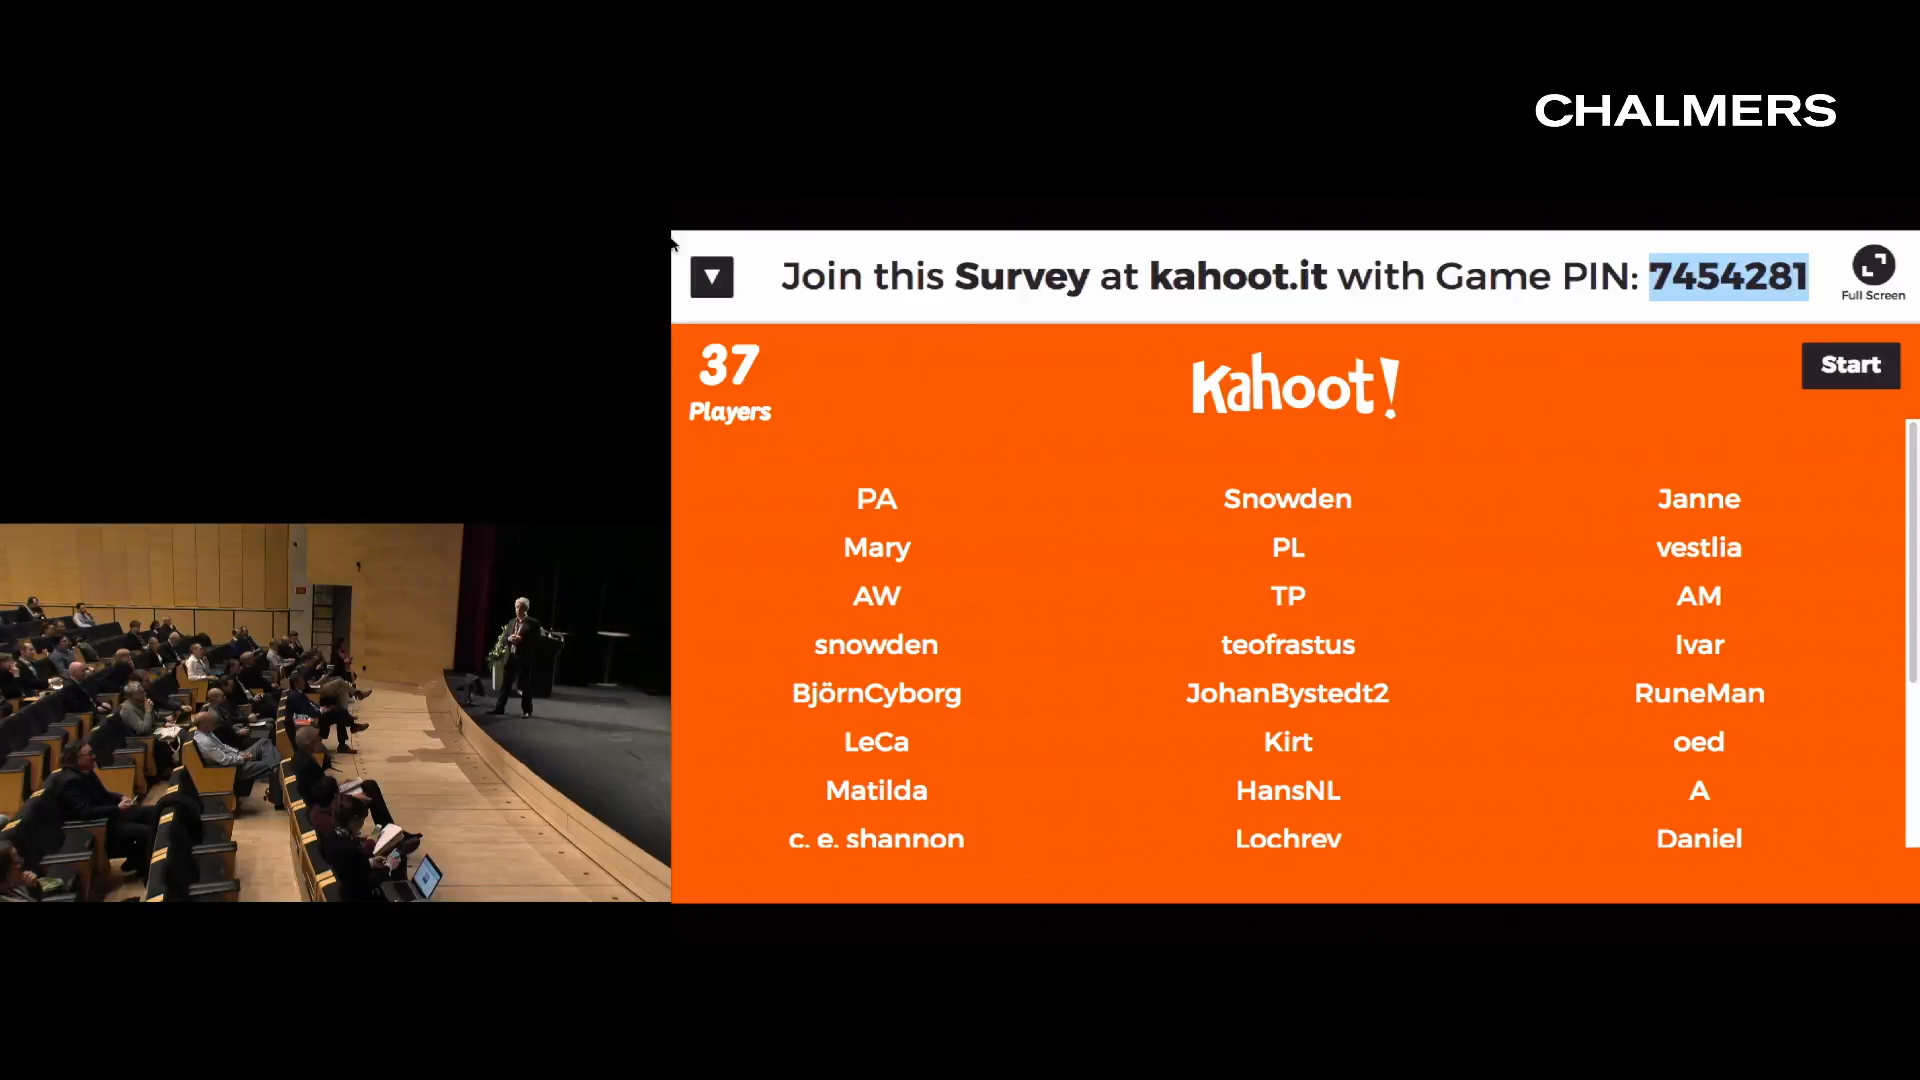 CHALMERS
Join this Survey at kahoot.it with Game PIN: 7454281
Full Screen
37
Players
Kahoot!
Start
PA Snowden Janne
Mary PL vestlia
AW TP AM
snowden teofrastus Ivar
BjörnCyborg JohanBystedt2 RuneMan
LeCa Kirt oed
Matilda HansNL A
c. e. shannon Lochrev Daniel